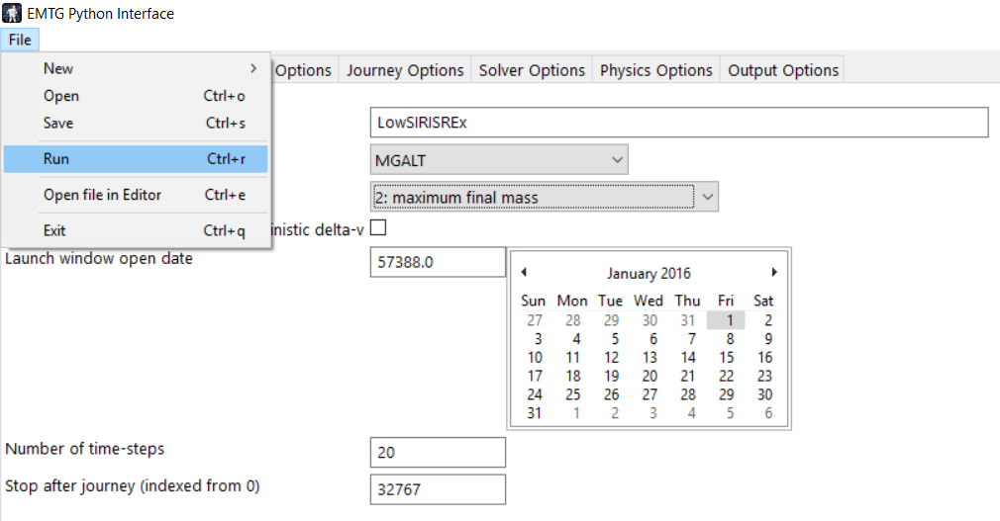 EMTG Python Interface
File
New
Open Ctrl+o
Save Ctrl+s
Run Ctrl+r
Open file in Editor Ctrl+e
Exit Ctrl+q
Options Journey Options Solver Options Physics Options Output Options
LowSIRISREx
MGALT
2: maximum final mass
inistic delta-v
Launch window open date 57388.0
January 2016
Sun Mon Tue Wed Thu Fri Sat
27 28 29 30 31 1 2
3 4 5 6 7 8 9
10 11 12 13 14 15 16
17 18 19 20 21 22 23
24 25 26 27 28 29 30
31 1 2 3 4 5 6
Number of time-steps 20
Stop after journey (indexed from 0) 32767